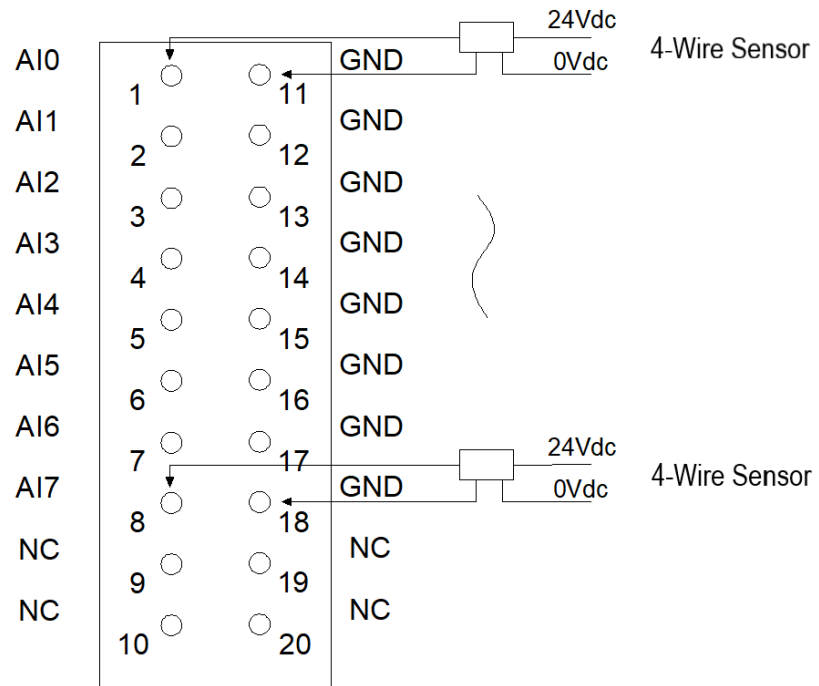 24Vdc
AI0 GND 0Vdc 4-Wire Sensor
1 11
AI1 GND
2 12
AI2 GND
3 13
AI3 GND
4 14
AI4 GND
5 15
AI5 GND
6 16
AI6 GND
7 17 24Vdc
AI7 GND 0Vdc 4-Wire Sensor
8 18
NC NC
9 19
NC NC
10 20